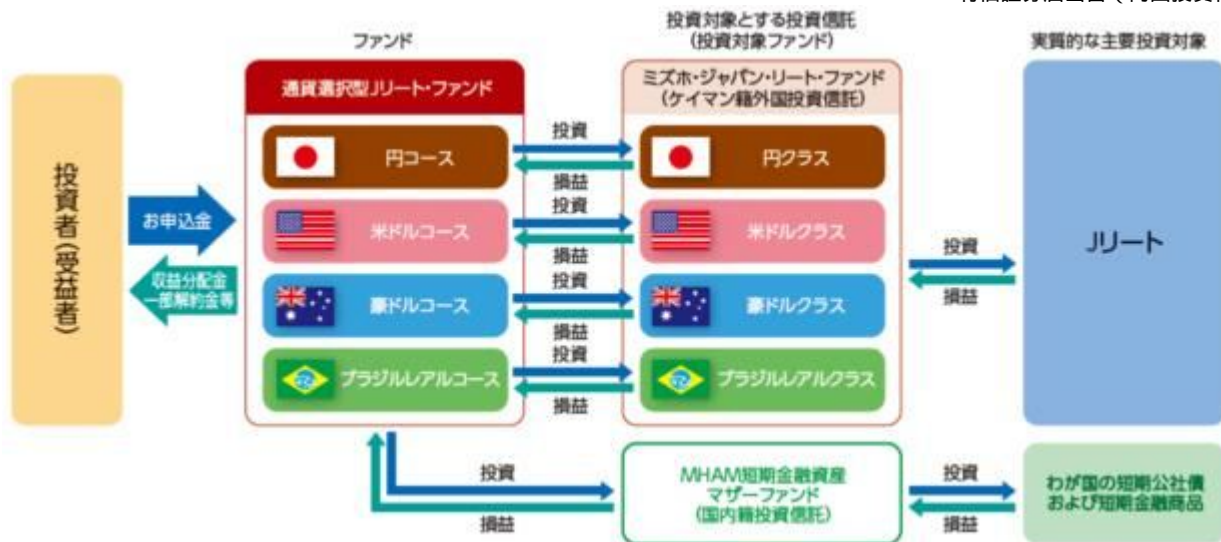 ファンド
投資対象とする投資信託
(投資対象ファンド)
実質的な主要投資対象
投資者(受益者)
お申込金
収益分配金
一部解約金等
通貨選択型Jリート・ファンド
ミズホ・ジャパン・リート・ファンド
(ケイマン籍外国投資信託)
円コース
投資
損益
円クラス
米ドルコース
投資
損益
米ドルクラス
豪ドルコース
投資
損益
豪ドルクラス
ブラジルレアルコース
投資
損益
ブラジルレアルクラス
投資
損益
Jリート
投資
損益
MHAM短期金融資産
マザーファンド
(国内籍投資信託)
投資
損益
わが国の短期公社債
および短期金融商品